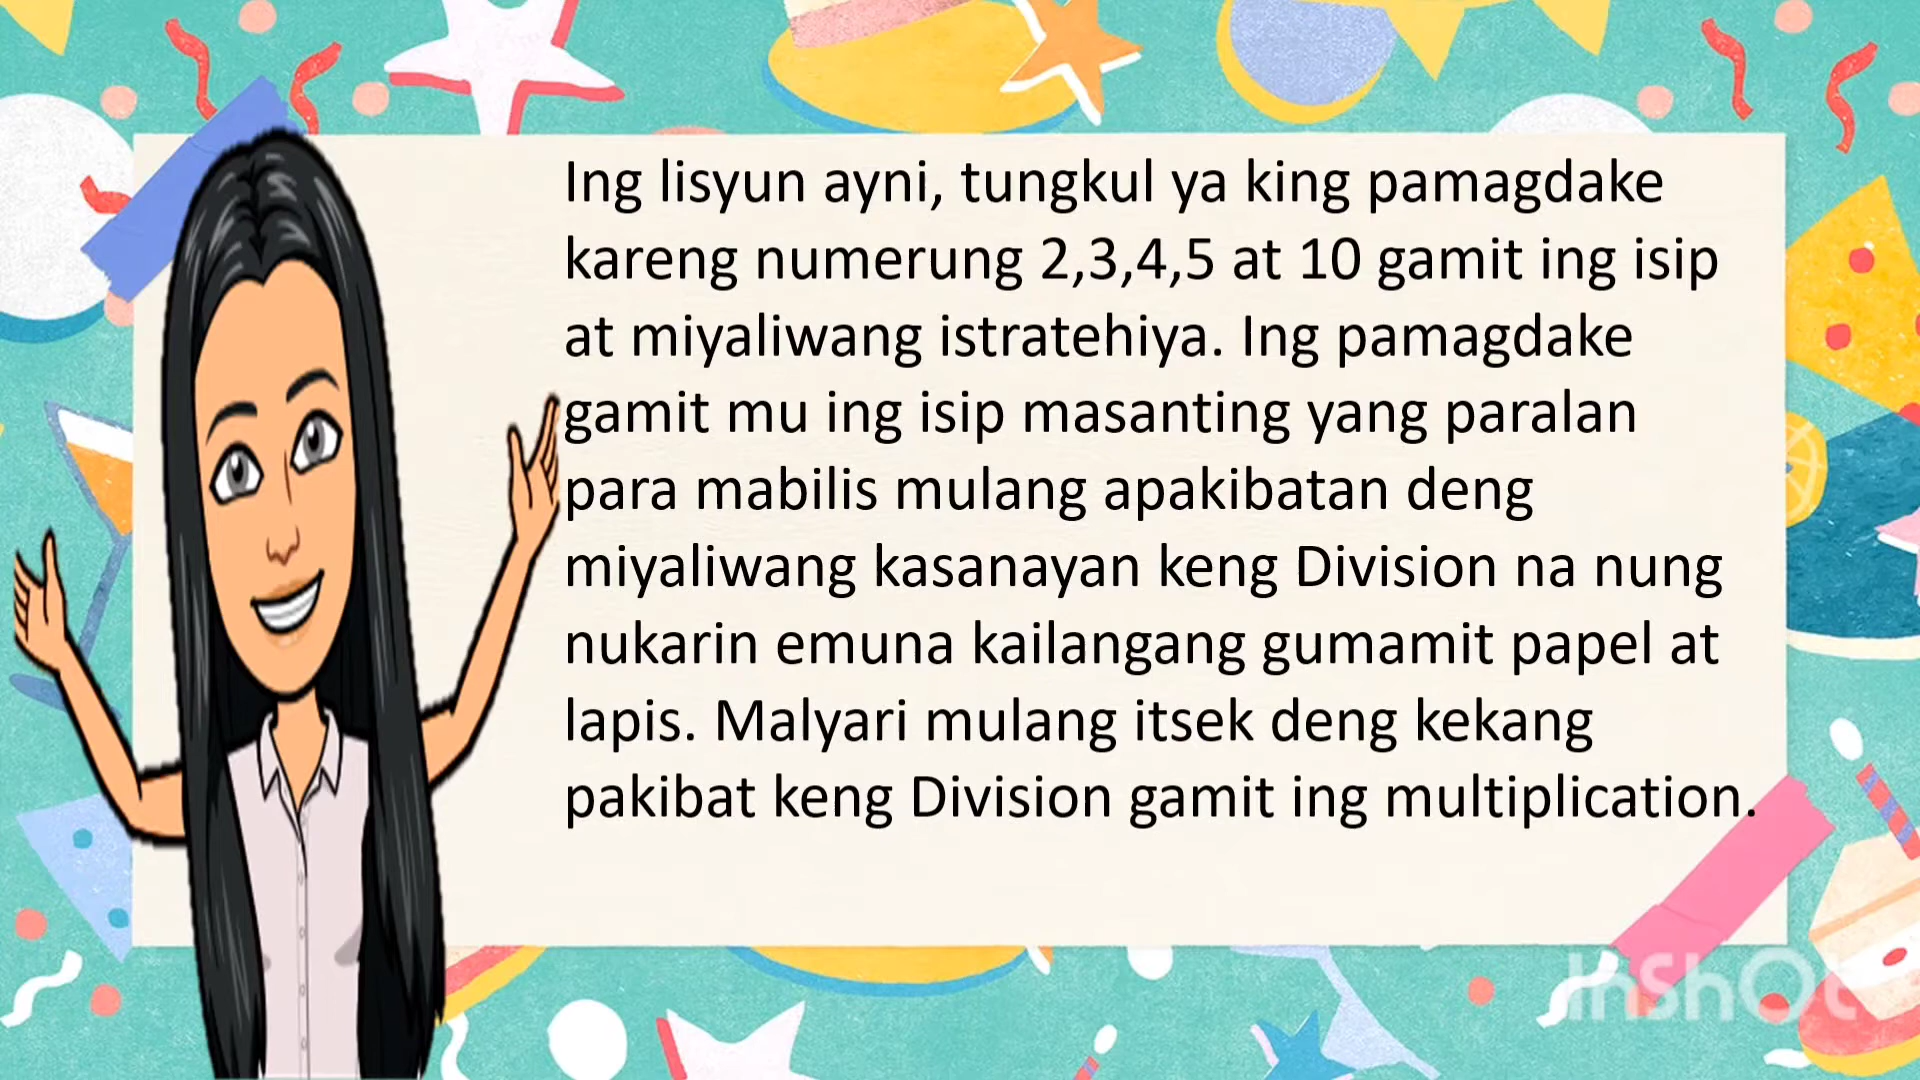 Ing lisyun ayni, tungkul ya king pamagdake
kareng numerung 2,3,4,5 at 10 gamit ing isip
at miyaliwang istratehiya. Ing pamagdake
gamit mu ing isip masanting yang paralan
para mabilis mulang apakibatan deng
miyaliwang kasanayan keng Division na nung
nukarin emuna kailangang gumamit papel at
lapis. Malyari mulang itsek deng kekang
pakibat keng Division gamit ing multiplication.
InShOt